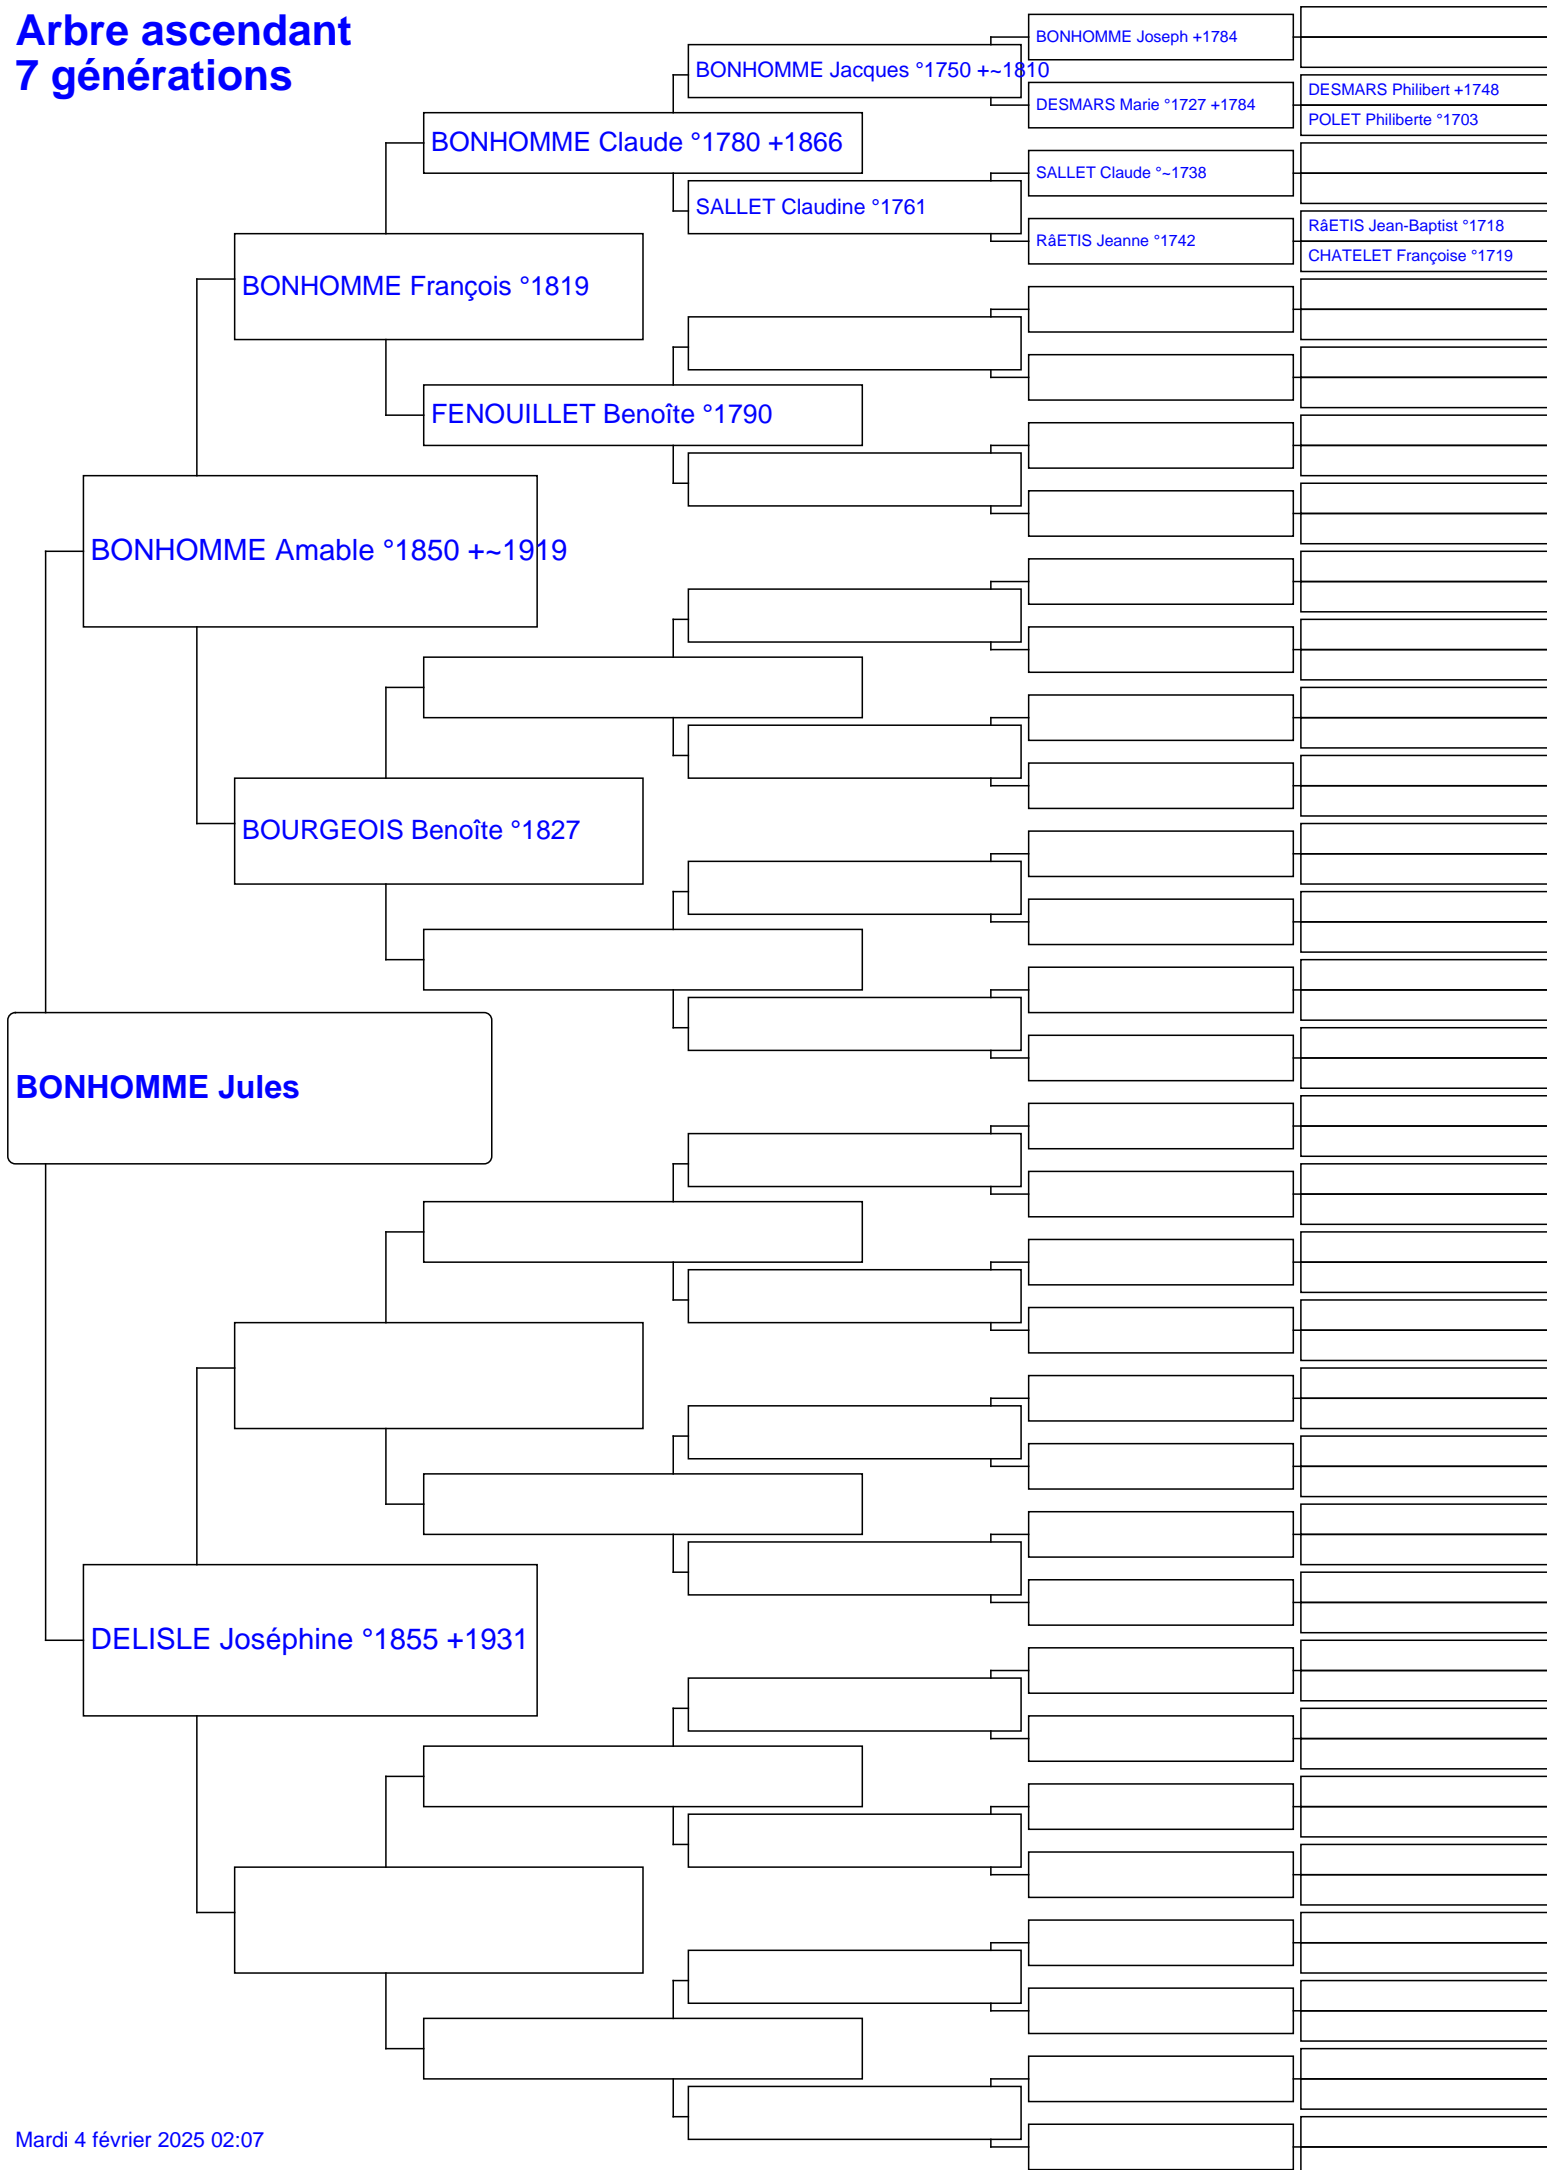 Arbre ascendant
7 générations
BONHOMME Joseph +1784
BONHOMME Jacques °1750 +~1810
DESMARS Marie °1727 +1784
DESMARS Philibert +1748
POLET Philiberte °1703
BONHOMME Claude °1780 +1866
SALLET Claude °~1738
SALLET Claudine °1761
RâETIS Jeanne °1742
RâETIS Jean-Baptist °1718
CHATELET Françoise °1719
BONHOMME François °1819
FENOUILLET Benoîte °1790
BONHOMME Amable °1850 +~1919
BOURGEOIS Benoîte °1827
BONHOMME Jules
DELISLE Joséphine °1855 +1931
Mardi 4 février 2025 02:07